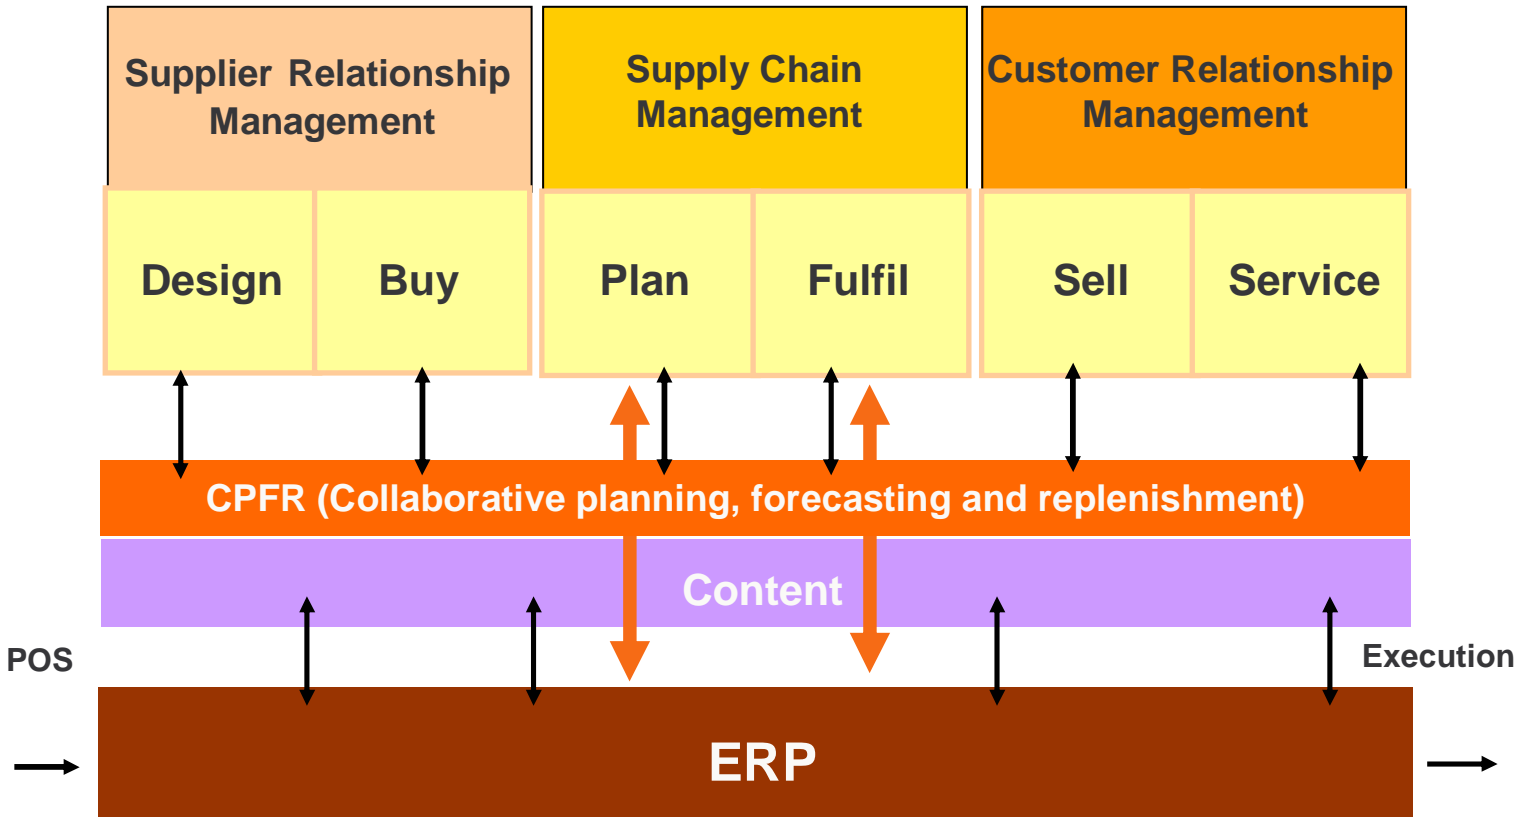 Supplier Relationship
Management
Supply Chain
Management
Customer Relationship
Management
Design
Buy
Plan
Fulfil
Sell
Service
CPFR (Collaborative planning, forecasting and replenishment)
Content
POS
Execution
ERP